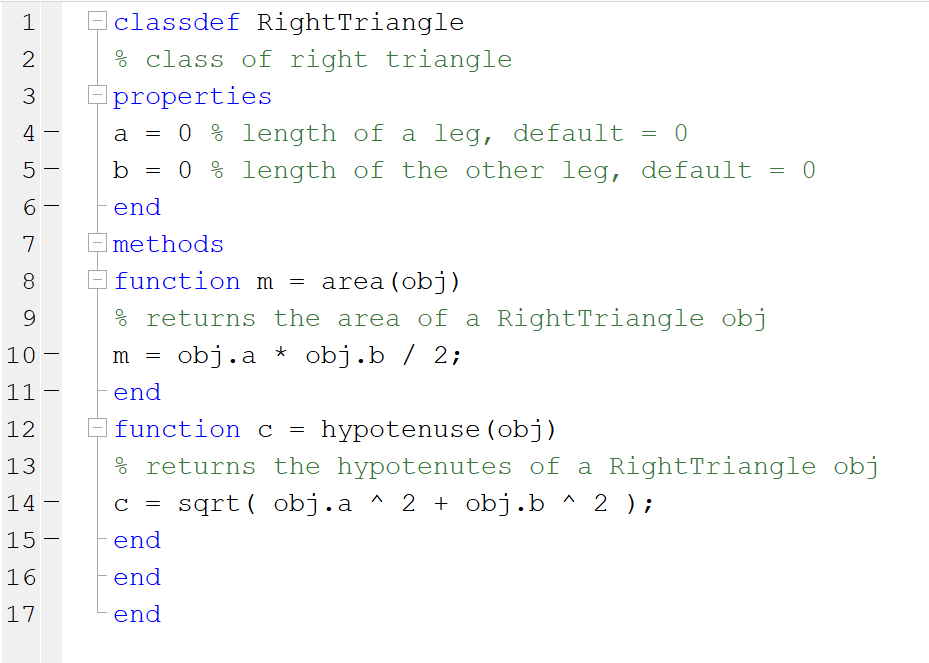 1 classdef RightTriangle
2 % class of right triangle
3 properties
4 a = 0 % length of a leg, default = 0
5 b = 0 % length of the other leg, default = 0
6 end
7 methods
8 function m = area(obj)
9 % returns the area of a RightTriangle obj
10 m = obj.a * obj.b / 2;
11 end
12 function c = hypotenuse(obj)
13 % returns the hypotenutes of a RightTriangle obj
14 c = sqrt( obj.a ^ 2 + obj.b ^ 2 );
15 end
16 end
17 end